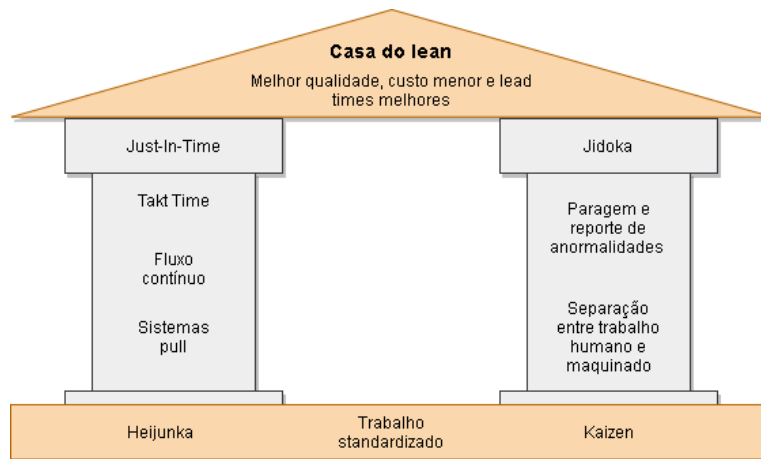 Casa do lean
Melhor qualidade, custo menor e lead
times melhores
Just-In-Time
Takt Time
Fluxo
contínuo
Sistemas
pull
Jidoka
Paragem e
reporte de
anormalidades
Separação
entre trabalho
humano e
maquinado
Heijunka
Trabalho
standardizado
Kaizen